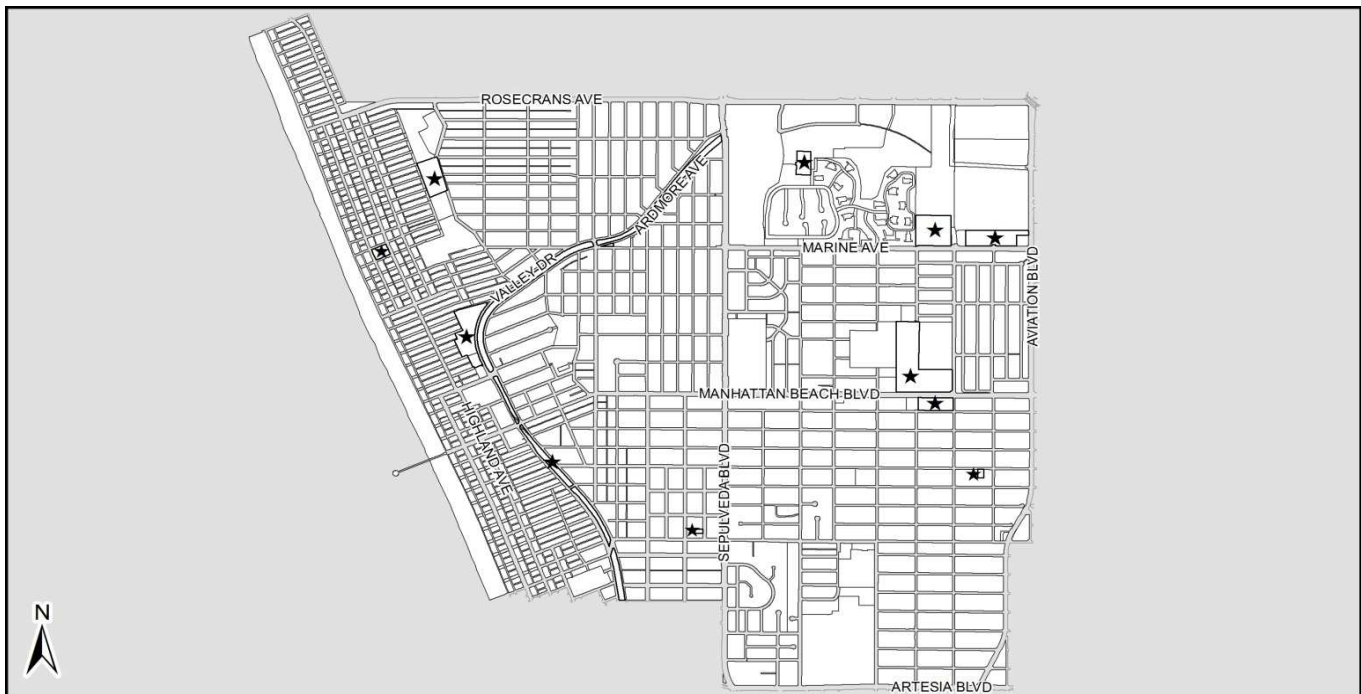 ROSECRANS AVE
ARDMORE AVE
MARINE AVE
VALLEY DR
AVIATION BLVD
MANHATTAN BEACH BLVD
HIGHLAND AVE
SEPULVEDA BLVD
N
ARTESIA BLVD